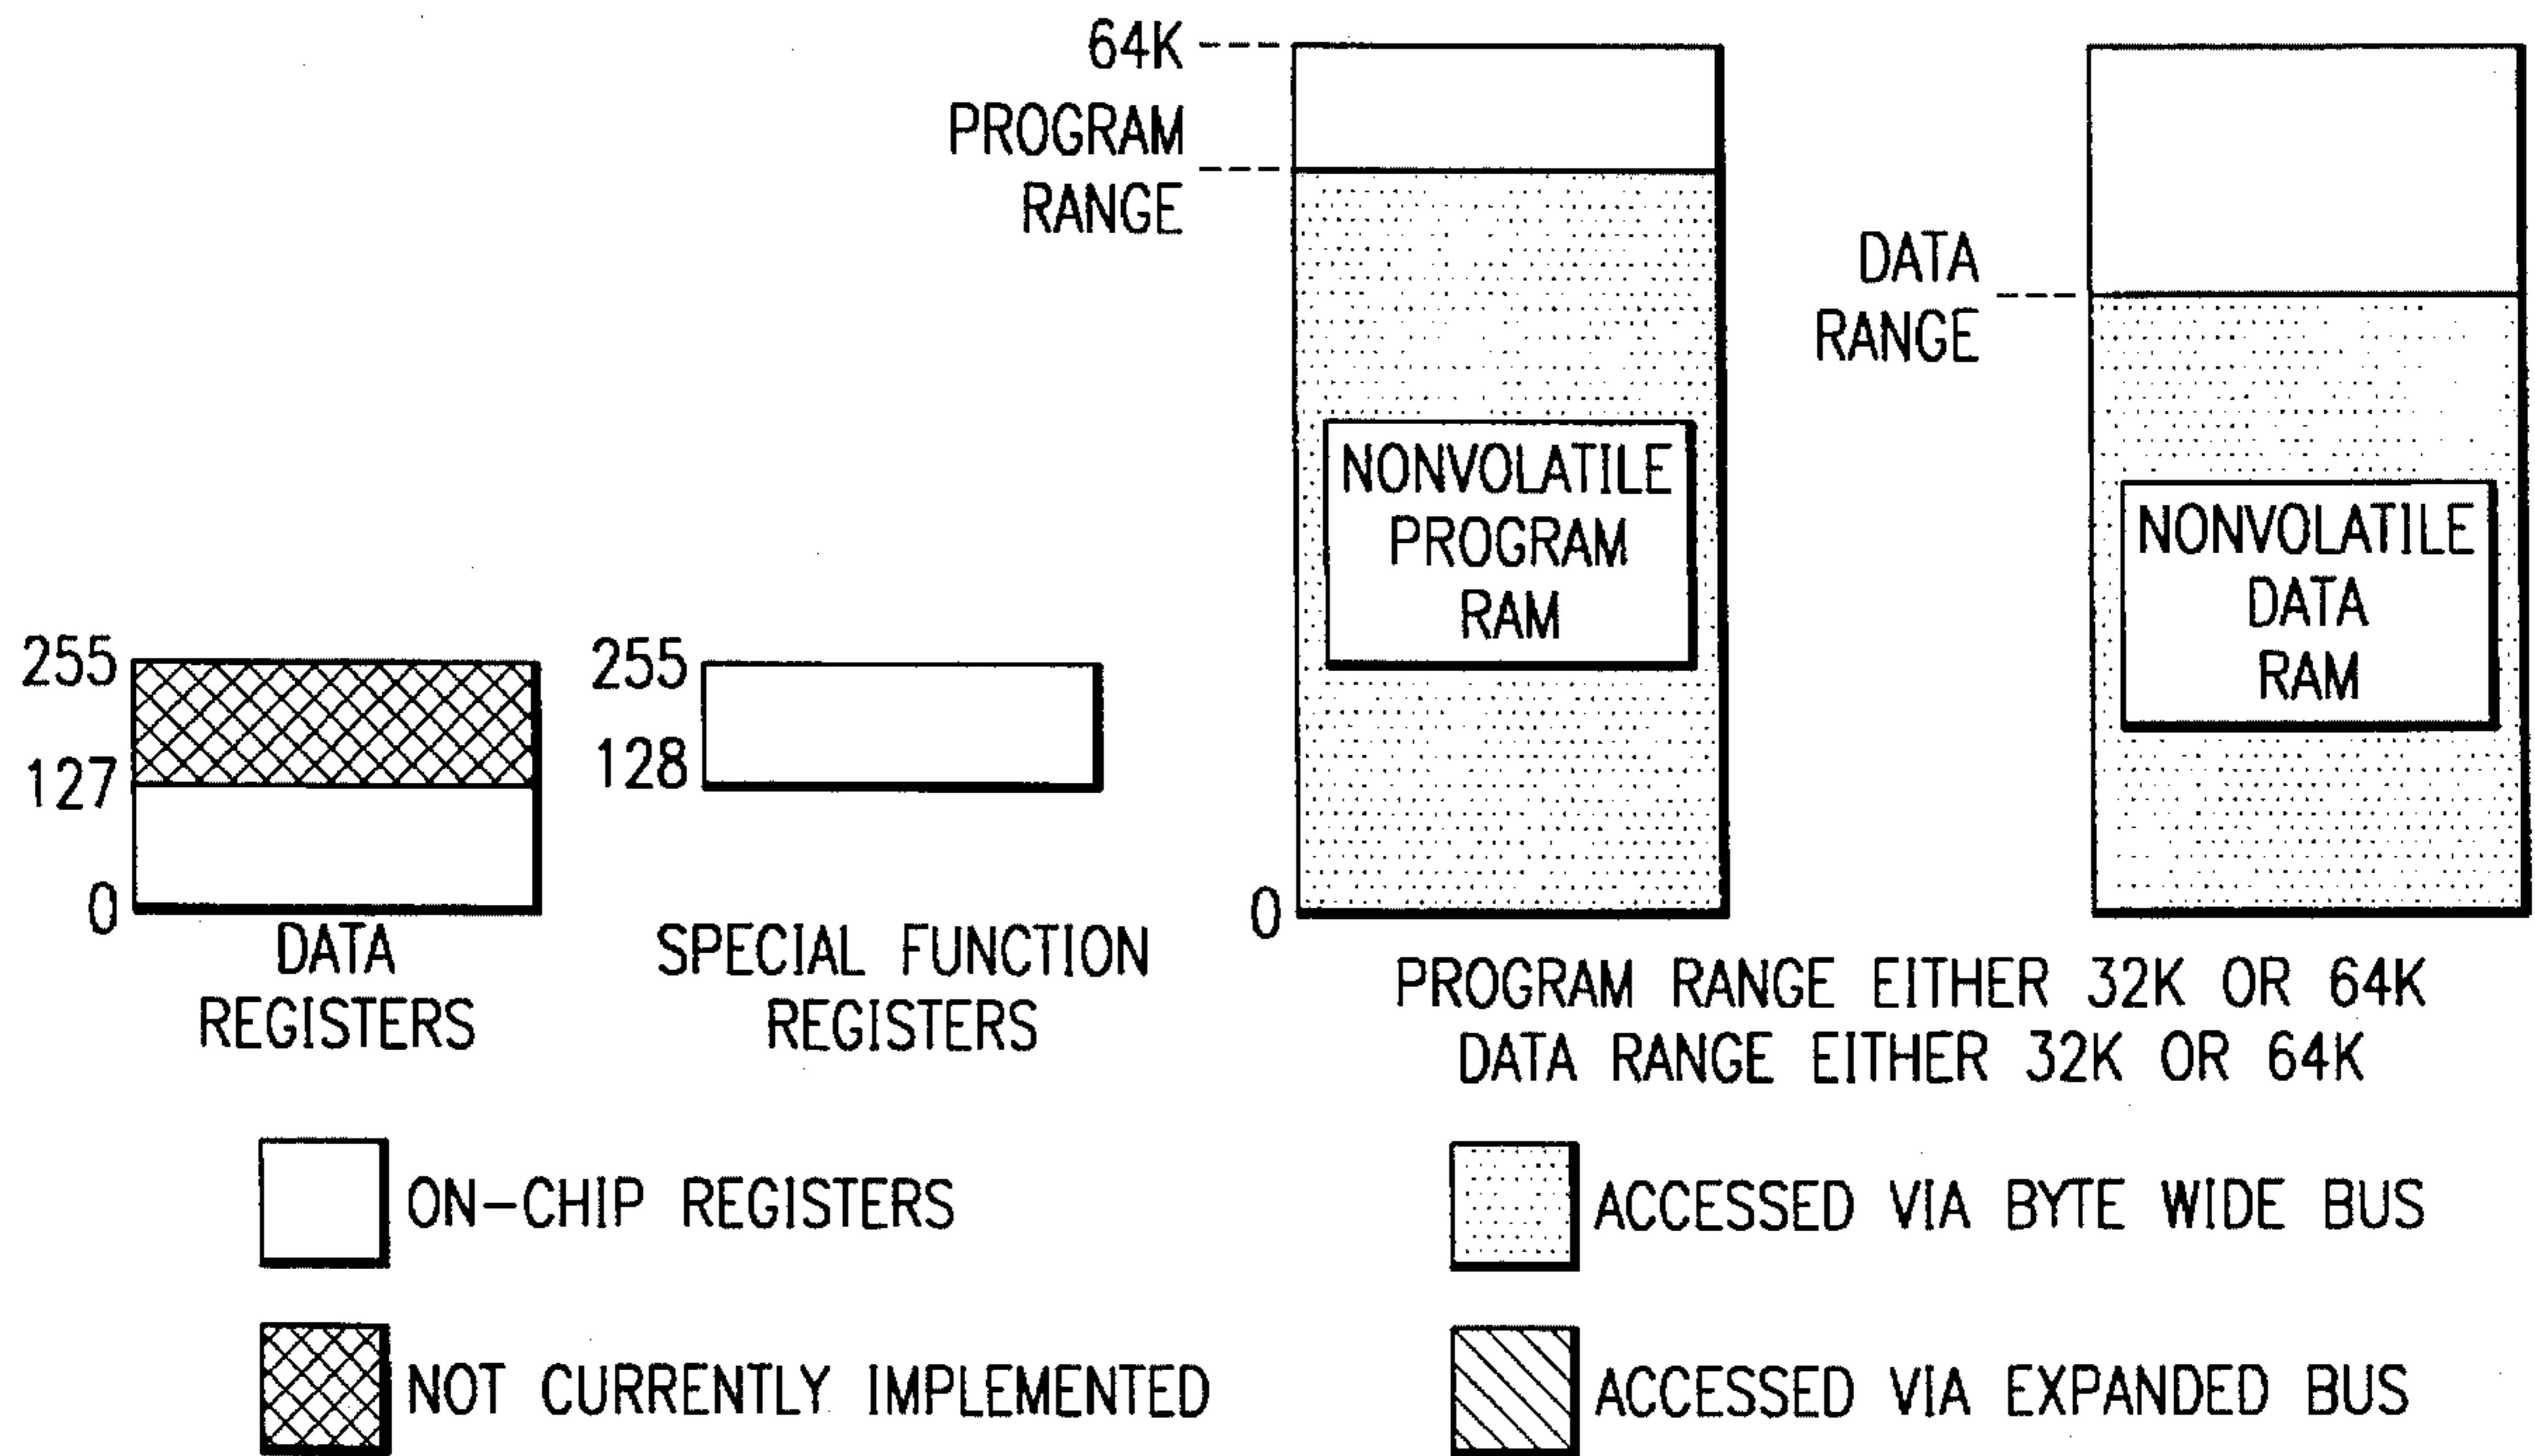 64K
PROGRAM
RANGE
DATA
RANGE
NONVOLATILE
PROGRAM
RAM
NONVOLATILE
DATA
RAM
255
127
0
255
128
0
DATA
REGISTERS
SPECIAL FUNCTION
REGISTERS
PROGRAM RANGE EITHER 32K OR 64K
DATA RANGE EITHER 32K OR 64K
ON-CHIP REGISTERS
ACCESSED VIA BYTE WIDE BUS
NOT CURRENTLY IMPLEMENTED
ACCESSED VIA EXPANDED BUS